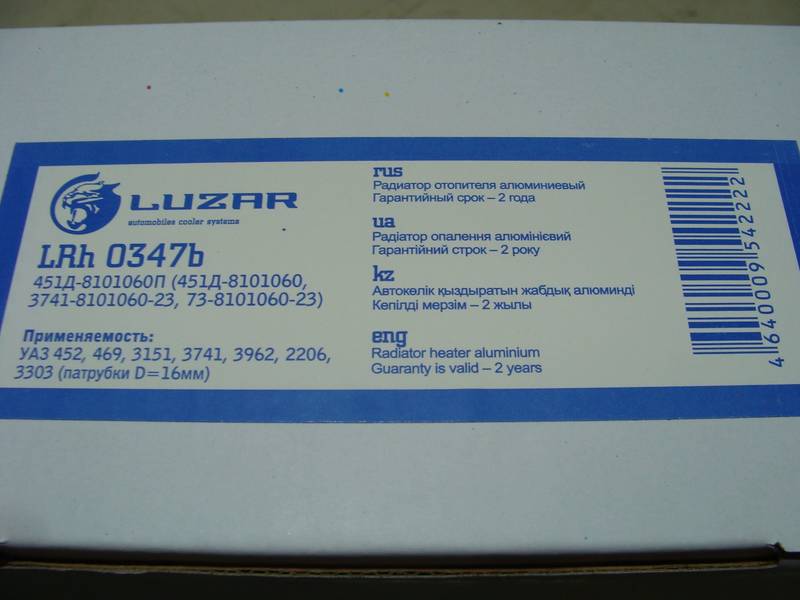 LUZAR
automobiles cooler systems
LRh 0347b
451Д-8101060П (451Д-8101060,
3741-8101060-23, 73-8101060-23)
Применяемость:
УАЗ 452, 469, 3151, 3741, 3962, 2206,
3303 (патрубки D=16мм)
rus
Радиатор отопителя алюминиевый
Гарантийный срок – 2 года
ua
Радіатор опалення алюмінієвий
Гарантійний строк – 2 року
kz
Автокөлік қыздыратын жабдық алюминді
Кепілді мерзім – 2 жылы
eng
Radiator heater aluminium
Guaranty is valid – 2 years
4640009542222